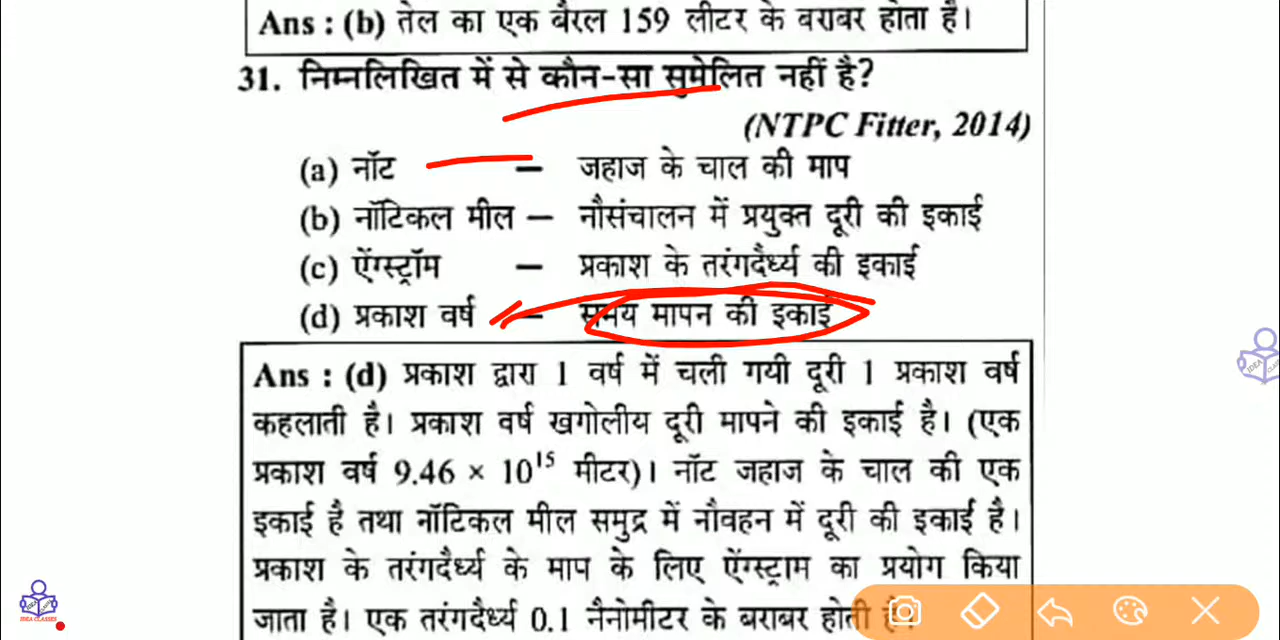 Ans : (b) तेल का एक बैरल 159 लीटर के बराबर होता है।
31. निम्नलिखित में से कौन-सा सुमेलित नहीं है?
(NTPC Fitter, 2014)
(a) नॉट – जहाज के चाल की माप
(b) नॉटिकल मील – नौसंचालन में प्रयुक्त दूरी की इकाई
(c) ऐंग्स्ट्रॉम – प्रकाश के तरंगदैर्ध्य की इकाई
(d) प्रकाश वर्ष – समय मापन की इकाई
Ans : (d) प्रकाश द्वारा 1 वर्ष में चली गयी दूरी 1 प्रकाश वर्ष
कहलाती है। प्रकाश वर्ष खगोलीय दूरी मापने की इकाई है। (एक
प्रकाश वर्ष 9.46 × 10¹⁵ मीटर)। नॉट जहाज के चाल की एक
इकाई है तथा नॉटिकल मील समुद्र में नौवहन में दूरी की इकाई है।
प्रकाश के तरंगदैर्ध्य के माप के लिए ऐंग्स्ट्राम का प्रयोग किया
जाता है। एक तरंगदैर्ध्य 0.1 नैनोमीटर के बराबर होती है।
IDEA CLASSES